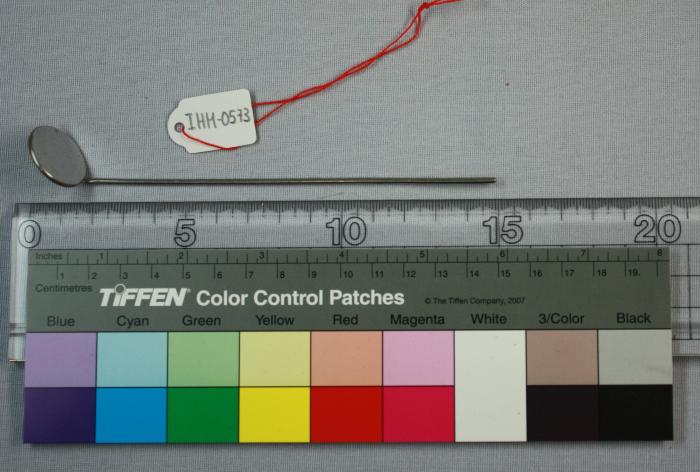 IHM-0573
0 5 10 15 20
Inches 1 2 3 4 5 6 7 8
1 2 3 4 5 6 7 8 9 10 11 12 13 14 15 16 17 18 19
Centimetres
TIFFEN® Color Control Patches © The Tiffen Company, 2007
Blue Cyan Green Yellow Red Magenta White 3/Color Black